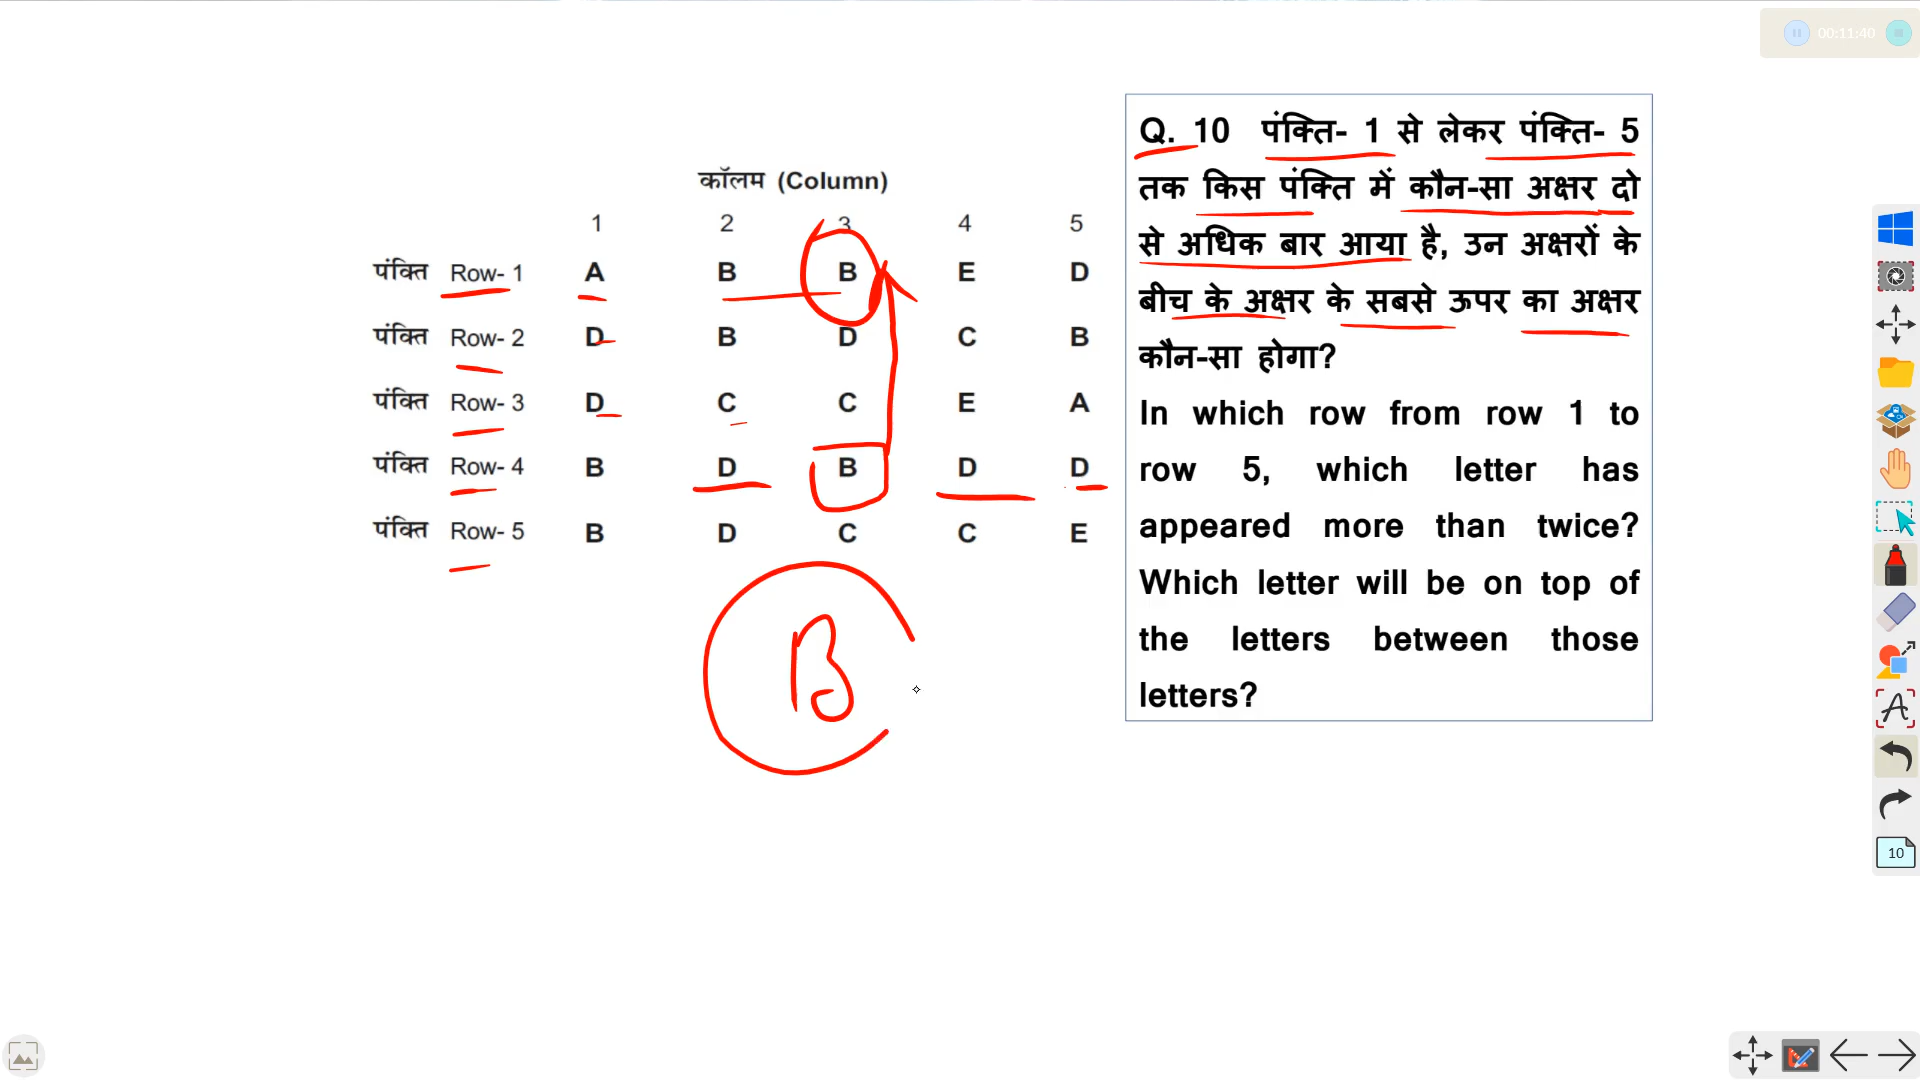 00:11:40
कॉलम (Column)
1 2 3 4 5
पंक्ति Row- 1 A B B E D
पंक्ति Row- 2 D B D C B
पंक्ति Row- 3 D C C E A
पंक्ति Row- 4 B D B D D
पंक्ति Row- 5 B D C C E
B
Q. 10 पंक्ति- 1 से लेकर पंक्ति- 5
तक किस पंक्ति में कौन-सा अक्षर दो
से अधिक बार आया है, उन अक्षरों के
बीच के अक्षर के सबसे ऊपर का अक्षर
कौन-सा होगा?
In which row from row 1 to
row 5, which letter has
appeared more than twice?
Which letter will be on top of
the letters between those
letters?
10